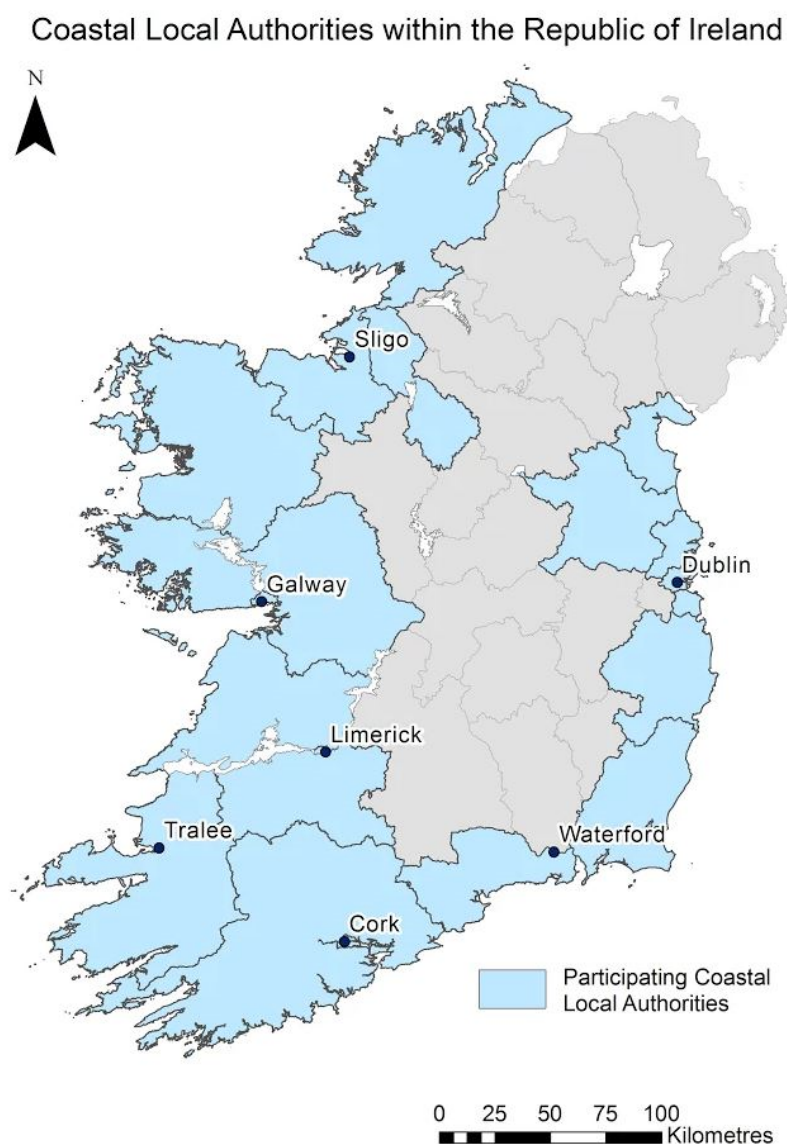 Coastal Local Authorities within the Republic of Ireland
N
Sligo
Dublin
Galway
Limerick
Tralee
Waterford
Cork
Participating Coastal
Local Authorities
0 25 50 75 100
Kilometres